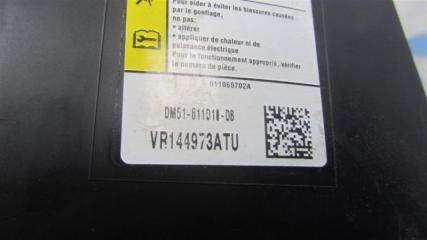 Pour aider à éviter les blessures causées
par le gonflage,
ne pas:
• altérer
• appliquer de chaleur ni de
puissance électrique
Pour le fonctionnement approprié, vérifier
le numéro de pièce.
611060702A
DM51-611D10-DB
VR144973ATU